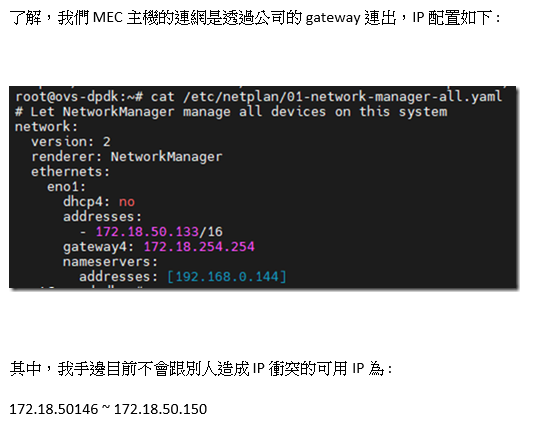 了解，我們 MEC 主機的連網是透過公司的 gateway 連出，IP 配置如下 :
root@ovs-dpdk:~# cat /etc/netplan/01-network-manager-all.yaml
# Let NetworkManager manage all devices on this system
network:
  version: 2
  renderer: NetworkManager
  ethernets:
    eno1:
      dhcp4: no
      addresses:
        - 172.18.50.133/16
      gateway4: 172.18.254.254
      nameservers:
        addresses: [192.168.0.144]
其中，我手邊目前不會跟別人造成 IP 衝突的可用 IP 為 :
172.18.50146 ~ 172.18.50.150